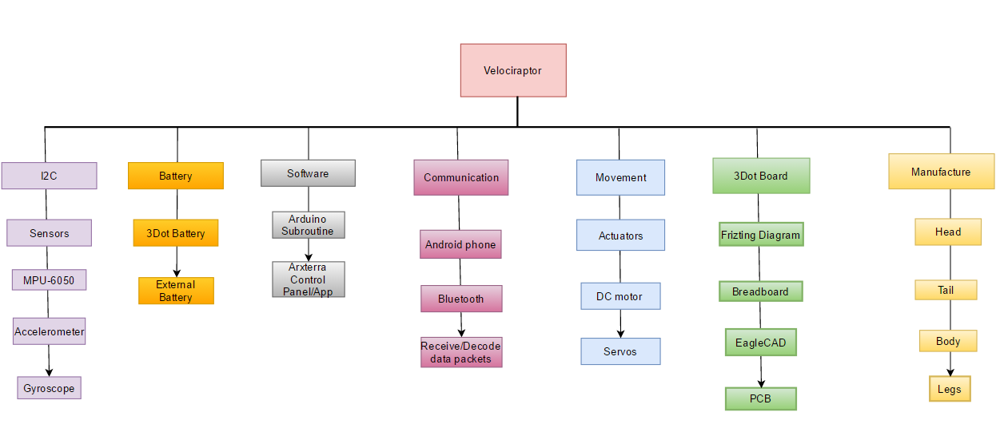 Velociraptor
I2C
Sensors
MPU-6050
Accelerometer
Gyroscope
Battery
3Dot Battery
External
Battery
Software
Arduino
Subroutine
Arxterra
Control
Panel/App
Communication
Android phone
Bluetooth
Receive/Decode
data packets
Movement
Actuators
DC motor
Servos
3Dot Board
Frizting Diagram
Breadboard
EagleCAD
PCB
Manufacture
Head
Tail
Body
Legs